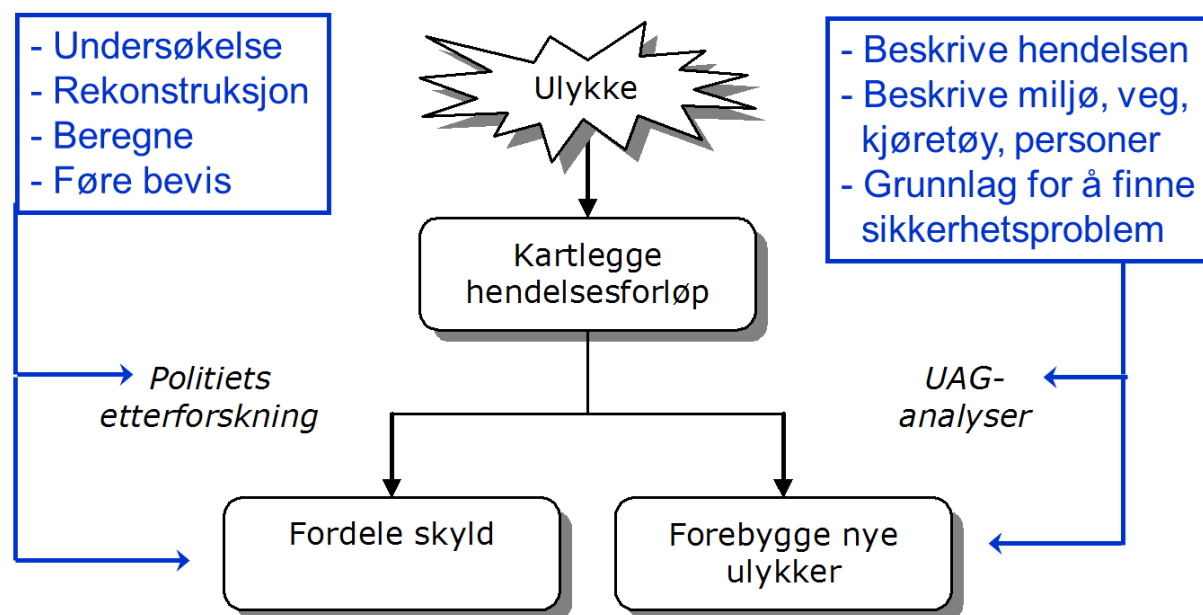 - Undersøkelse
- Rekonstruksjon
- Beregne
- Føre bevis
Ulykke
- Beskrive hendelsen
- Beskrive miljø, veg,
kjøretøy, personer
- Grunnlag for å finne
sikkerhetsproblem
Kartlegge
hendelsesforløp
Politiets
etterforskning
UAG-
analyser
Fordele skyld
Forebygge nye
ulykker